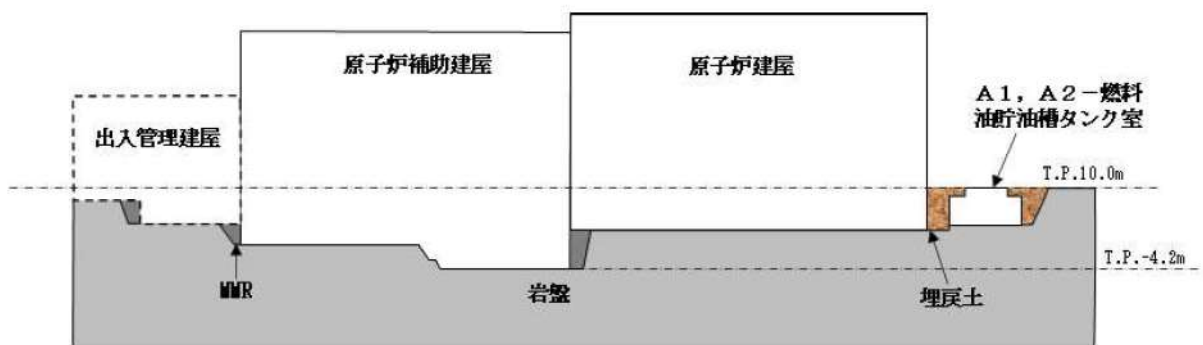 原子炉補助建屋
原子炉建屋
A1,A2-燃料
油貯油槽タンク室
出入管理建屋
T.P.10.0m
T.P.-4.2m
MMR
岩盤
埋戻土